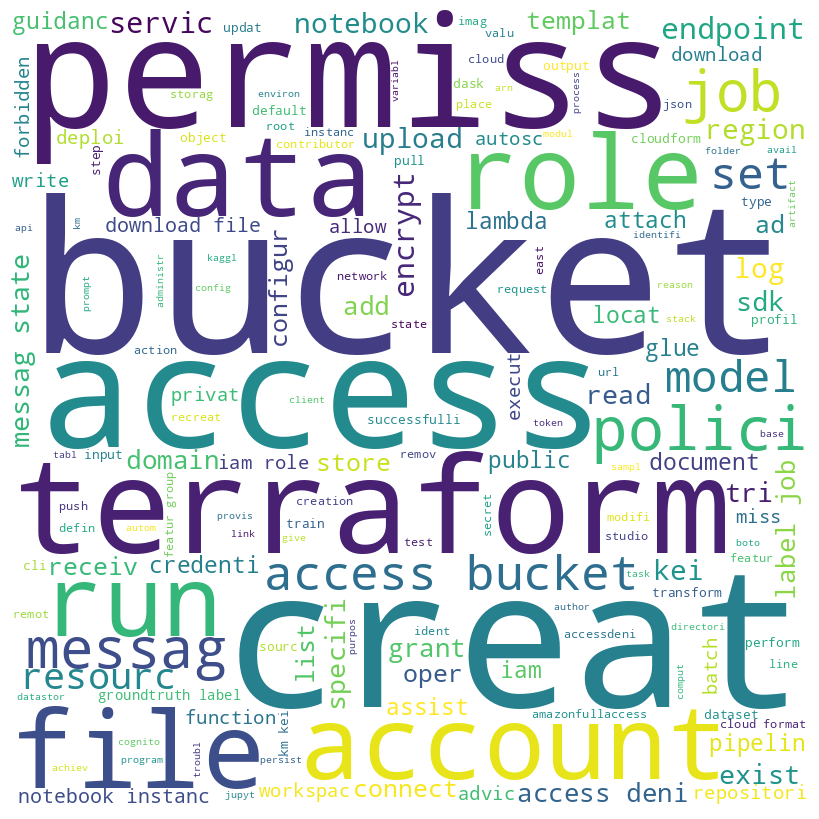 guidanc servic updat notebook imag valu templat endpoint
permiss
forbidden storag environ default variabl cloud dask output process download job
place arn json
deploi object step root instanc contributor upload autosc modul cloudform region
data role set
write pull folder avail
download file allow encrypt lambda attach type artifact ad
api km bucket identifi
messag state prompt administr kaggl config configur network add state east request locat reason log sdk
stack profil
action glue
access execut url read model
privat recreat client successfulli token polici base
tabl input domain iam role store remov public sampl document
terraform tri
push defin featur group autom provis link creation give train test secret modifi studio miss label job
cli receiv credenti access bucket kei boto featur
run task transform
remot messag creat author directori
sourc list specifi purpos ident grant accessdeni oper iam comput batch perform line
resourc
datastor groundtruth label
file function km kei assist amazonfullaccess dataset cloud format
cognito account pipelin
achiev program troubl persist exist
notebook instanc jupyt workspac connect advic access deni repositori